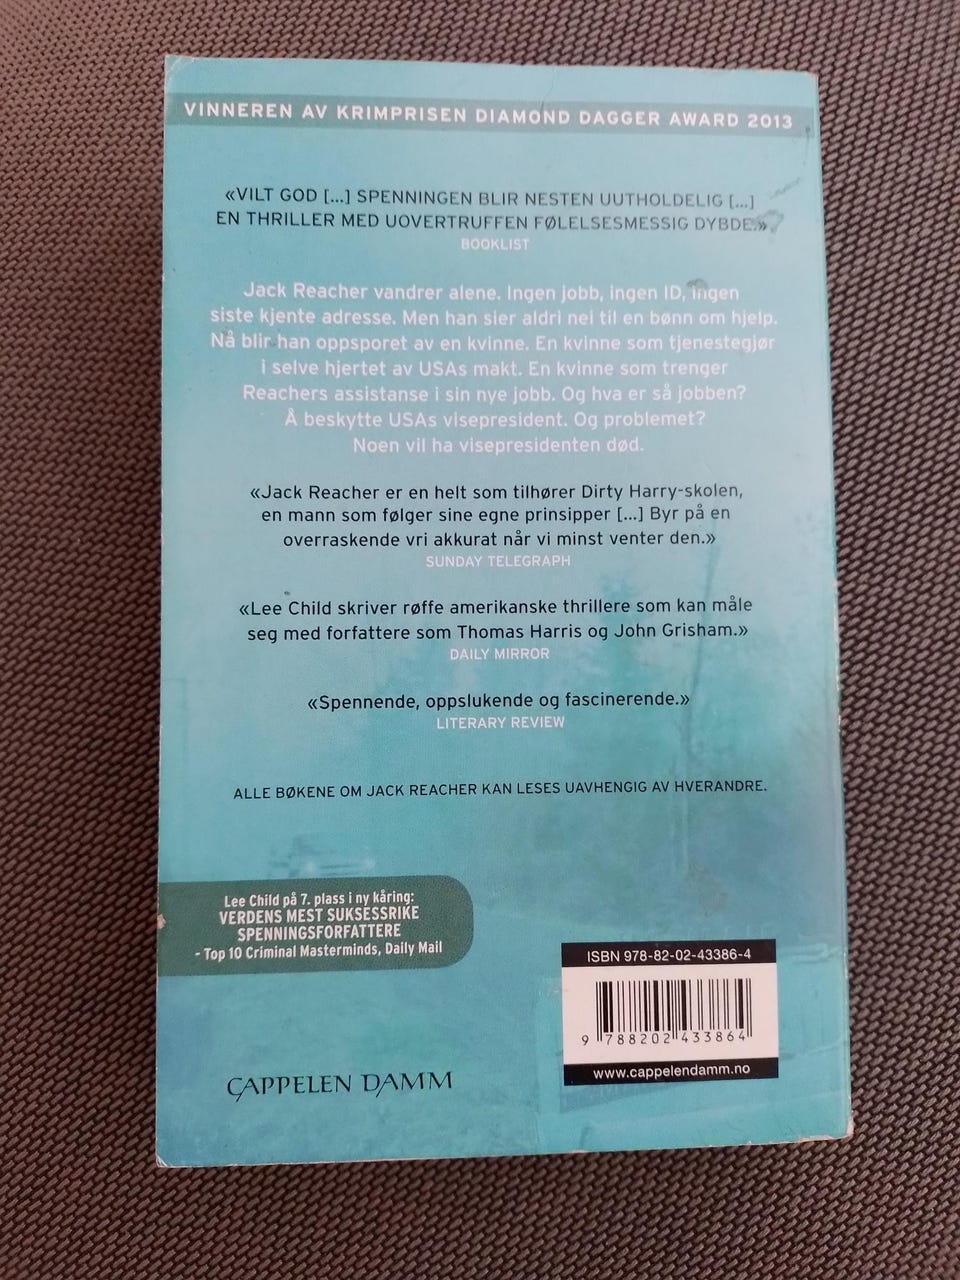 VINNEREN AV KRIMPRISEN DIAMOND DAGGER AWARD 2013
«VILT GOD [...] SPENNINGEN BLIR NESTEN UUTHOLDELIG [...]
EN THRILLER MED UOVERTRUFFEN FØLELSESMESSIG DYBDE.»
BOOKLIST
Jack Reacher vandrer alene. Ingen jobb, ingen ID, ingen
siste kjente adresse. Men han sier aldri nei til en bønn om hjelp.
Nå blir han oppsporet av en kvinne. En kvinne som tjenestegjør
i selve hjertet av USAs makt. En kvinne som trenger
Reachers assistanse i sin nye jobb. Og hva er så jobben?
Å beskytte USAs visepresident. Og problemet?
Noen vil ha visepresidenten død.
«Jack Reacher er en helt som tilhører Dirty Harry-skolen,
en mann som følger sine egne prinsipper [...] Byr på en
overraskende vri akkurat når vi minst venter den.»
SUNDAY TELEGRAPH
«Lee Child skriver røffe amerikanske thrillere som kan måle
seg med forfattere som Thomas Harris og John Grisham.»
DAILY MIRROR
«Spennende, oppslukende og fascinerende.»
LITERARY REVIEW
ALLE BØKENE OM JACK REACHER KAN LESES UAVHENGIG AV HVERANDRE.
Lee Child på 7. plass i ny kåring:
VERDENS MEST SUKSESSRIKE
SPENNINGSFORFATTERE
- Top 10 Criminal Masterminds, Daily Mail
ISBN 978-82-02-43386-4
9 788202 433864
www.cappelendamm.no
CAPPELEN DAMM